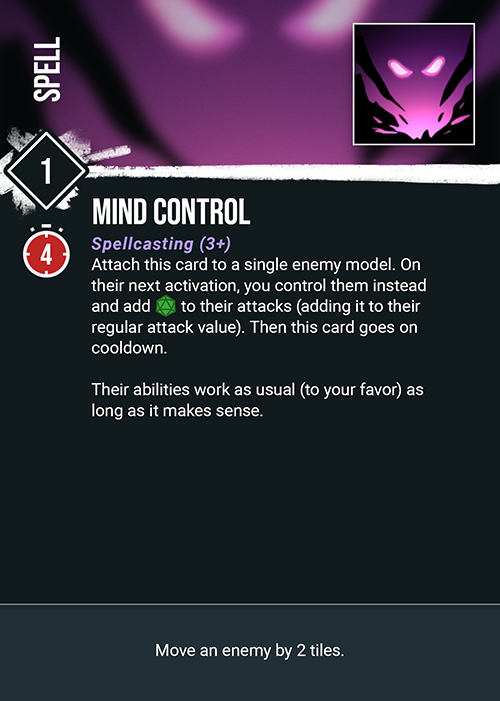 SPELL
1
MIND CONTROL
4
Spellcasting (3+)
Attach this card to a single enemy model. On
their next activation, you control them instead
and add to their attacks (adding it to their
regular attack value). Then this card goes on
cooldown.
Their abilities work as usual (to your favor) as
long as it makes sense.
Move an enemy by 2 tiles.